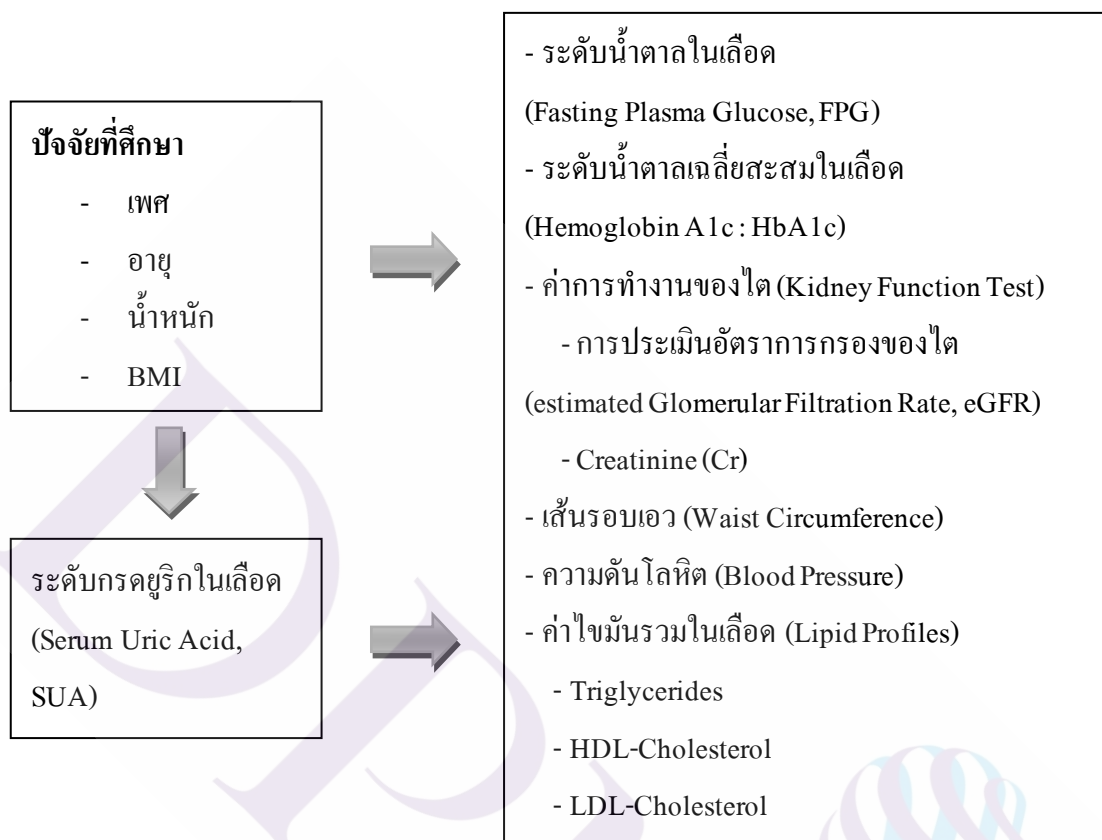 ปัจจัยที่ศึกษา
- เพศ
- อายุ
- น้ำหนัก
- BMI
ระดับกรดยูริกในเลือด
(Serum Uric Acid,
SUA)
- ระดับน้ำตาลในเลือด
(Fasting Plasma Glucose, FPG)
- ระดับน้ำตาลเฉลี่ยสะสมในเลือด
(Hemoglobin A1c : HbA1c)
- ค่าการทำงานของไต (Kidney Function Test)
- การประเมินอัตราการกรองของไต
(estimated Glomerular Filtration Rate, eGFR)
- Creatinine (Cr)
- เส้นรอบเอว (Waist Circumference)
- ความดันโลหิต (Blood Pressure)
- ค่าไขมันรวมในเลือด (Lipid Profiles)
- Triglycerides
- HDL-Cholesterol
- LDL-Cholesterol